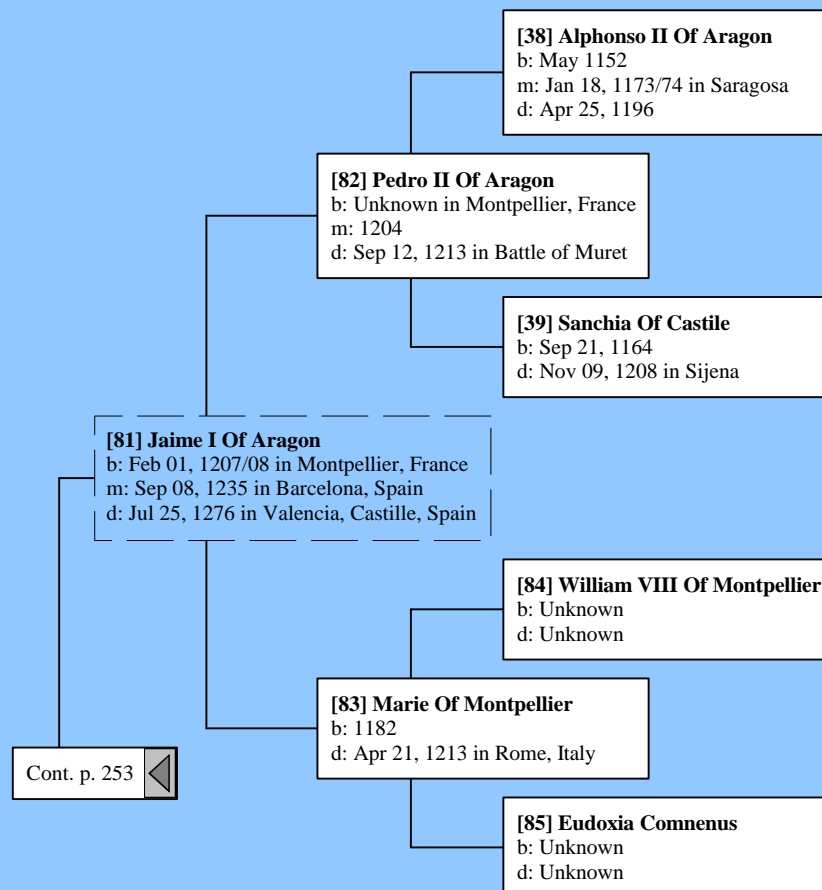 [38] Alphonso II Of Aragon
b: May 1152
m: Jan 18, 1173/74 in Saragosa
d: Apr 25, 1196
[82] Pedro II Of Aragon
b: Unknown in Montpellier, France
m: 1204
d: Sep 12, 1213 in Battle of Muret
[39] Sanchia Of Castile
b: Sep 21, 1164
d: Nov 09, 1208 in Sijena
[81] Jaime I Of Aragon
b: Feb 01, 1207/08 in Montpellier, France
m: Sep 08, 1235 in Barcelona, Spain
d: Jul 25, 1276 in Valencia, Castille, Spain
[84] William VIII Of Montpellier
b: Unknown
d: Unknown
[83] Marie Of Montpellier
b: 1182
d: Apr 21, 1213 in Rome, Italy
Cont. p. 253
[85] Eudoxia Comnenus
b: Unknown
d: Unknown